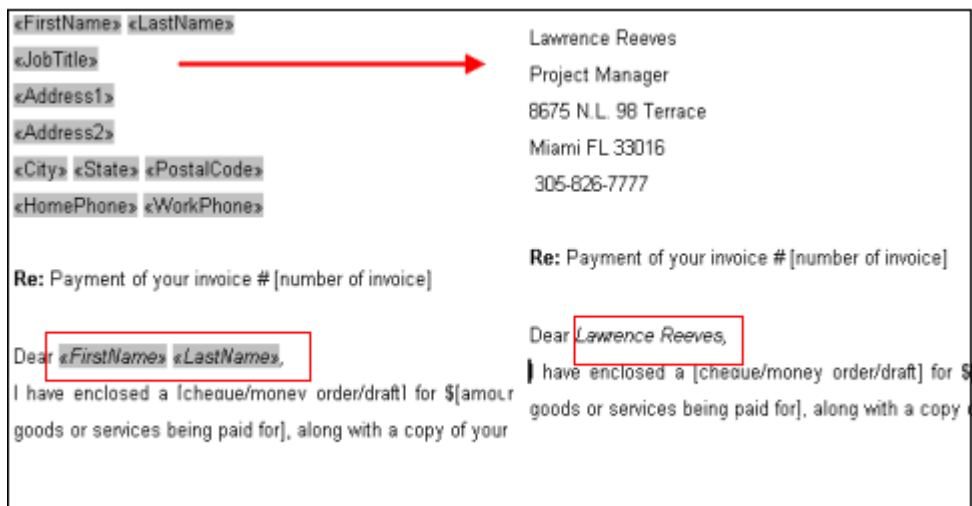 «FirstName» «LastName»
«JobTitle»
«Address1»
«Address2»
«City» «State» «PostalCode»
«HomePhone» «WorkPhone»
Re: Payment of your invoice # [number of invoice]
Dear «FirstName» «LastName»,
I have enclosed a [cheque/money order/draft] for $[amour
goods or services being paid for], along with a copy of your
Lawrence Reeves
Project Manager
8675 N.L. 98 Terrace
Miami FL 33016
305-826-7777
Re: Payment of your invoice # [number of invoice]
Dear Lawrence Reeves,
I have enclosed a [cheque/money order/draft] for $
goods or services being paid for], along with a copy